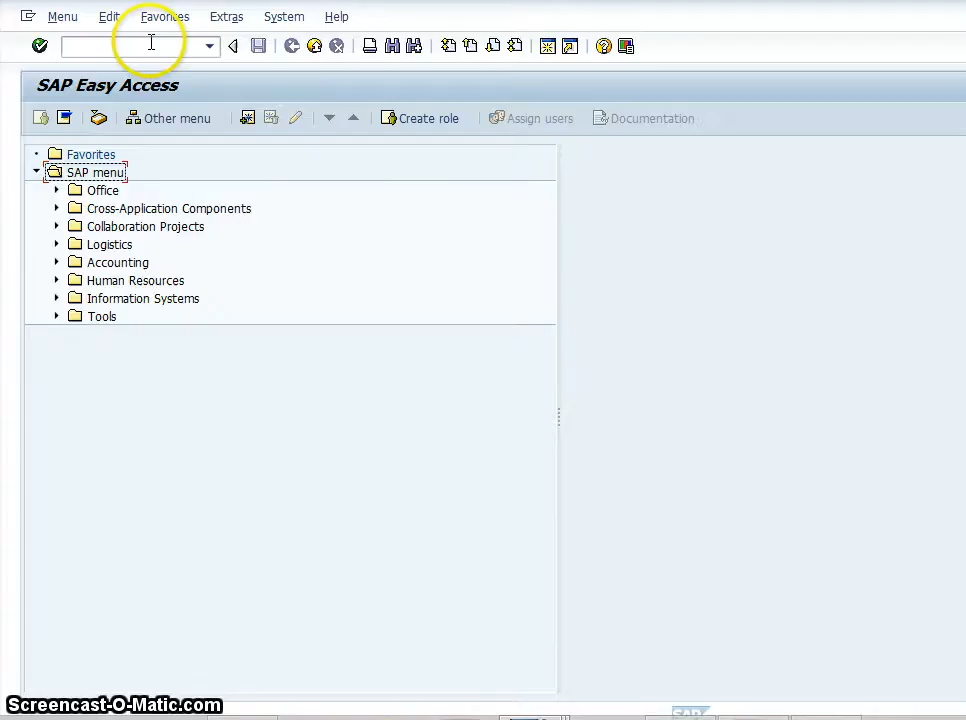 Menu Edit Favorites Extras System Help
SAP Easy Access
Other menu Create role Assign users Documentation
Favorites
SAP menu
Office
Cross-Application Components
Collaboration Projects
Logistics
Accounting
Human Resources
Information Systems
Tools
Screencast-O-Matic.com
SAP